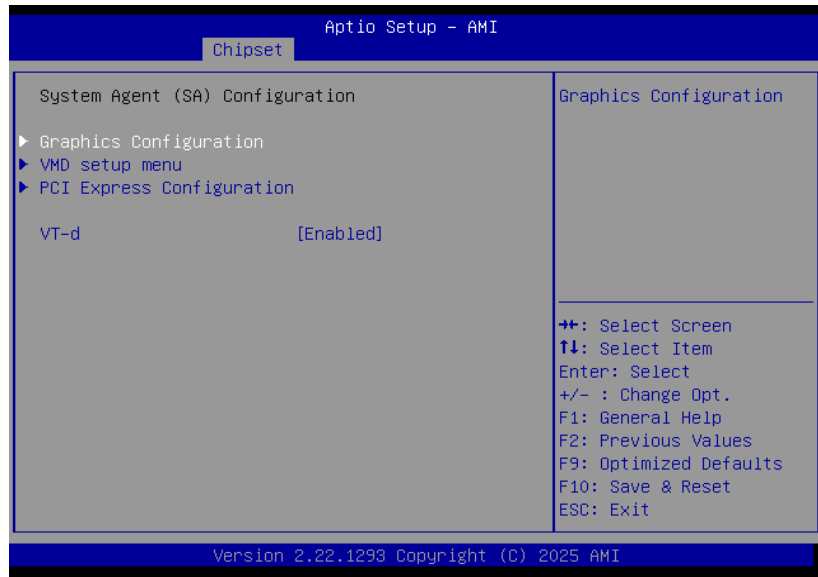 Aptio Setup – AMI
Chipset
System Agent (SA) Configuration
Graphics Configuration
VMD setup menu
PCI Express Configuration
VT-d [Enabled]
Graphics Configuration
→←: Select Screen
↑↓: Select Item
Enter: Select
+/- : Change Opt.
F1: General Help
F2: Previous Values
F9: Optimized Defaults
F10: Save & Reset
ESC: Exit
Version 2.22.1293 Copyright (C) 2025 AMI